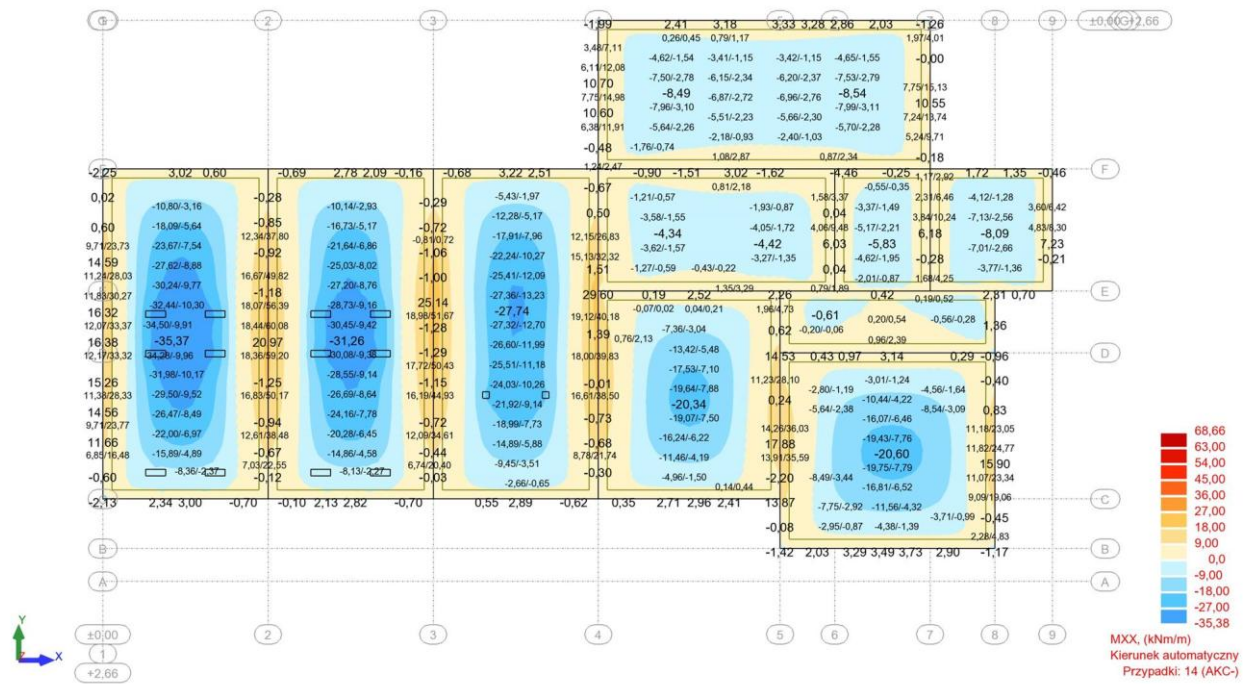 G 2 3 4 5 6 7 8 9 ±0,00 G+2,66
-1,99 2,41 3,18 3,33 3,28 2,86 2,03 -1,26
0,26/0,45 0,79/1,17 1,97/4,01
3,48/7,11
-4,62/-1,54 -3,41/-1,15 -3,42/-1,15 -4,65/-1,55 -0,00
6,11/12,08
-7,50/-2,78 -6,15/-2,34 -6,20/-2,37 -7,53/-2,79
10,70 -8,49 -8,54 7,75/15,13
7,75/14,98 -6,87/-2,72 -6,96/-2,76
-7,96/-3,10 -7,99/-3,11 10,55
10,60 -5,51/-2,23 -5,66/-2,30 7,24/13,74
6,38/11,91 -5,64/-2,26 -5,70/-2,28
-2,18/-0,93 -2,40/-1,03 5,24/9,71
-0,48 -1,76/-0,74
1,08/2,87 0,87/2,34 -0,18
1,24/2,47
-2,25 3,02 0,60 -0,69 2,78 2,09 -0,16 -0,68 3,22 2,51 -0,90 -1,51 3,02 -1,62 -4,46 -0,25 1,17/2,92 1,72 1,35 -0,46 F
-0,67 0,81/2,18 -0,55/-0,35
0,02 -0,28 -5,43/-1,97 -1,21/-0,57 1,58/3,37 2,31/6,46 -4,12/-1,28
-10,80/-3,16 -10,14/-2,93 -0,29 -1,93/-0,87 -3,37/-1,49 3,60/6,42
-12,28/-5,17 0,50 -3,58/-1,55 0,04 3,84/10,24 -7,13/-2,56
0,60 -18,09/-5,64 -0,85 -16,73/-5,17 -0,72 -4,05/-1,72 4,06/9,48 -5,17/-2,21 4,83/8,30
12,34/37,80 -0,81/0,72 -17,91/-7,96 12,15/26,83 -4,34 6,18 -8,09
9,71/23,73 -23,67/-7,54 -0,92 -21,64/-6,86 -1,06 -4,42 6,03 -5,83 7,23
-22,24/-10,27 15,13/32,32 -3,62/-1,57 -3,27/-1,35 -4,62/-1,95 -7,01/-2,66
14,59 -27,62/-8,68 -25,03/-8,02 -0,28 -0,21
11,24/28,03 16,67/49,82 -1,00 -25,41/-12,09 1,51 -1,27/-0,59 -0,43/-0,22 0,04 -2,01/-0,87 1,68/4,25 -3,77/-1,36
-30,24/-9,77 -27,20/-8,76
11,83/30,27 -1,18 -27,36/-13,23 29,60 0,19 1,35/3,29 2,52 2,26 0,79/1,89 0,42 0,19/0,52 2,81 0,70 E
-32,44/-10,30 18,07/56,39 -28,73/-9,16 25,14 -0,07/0,02 0,04/0,21 1,96/4,73
16,32 -27,74 19,12/40,18 -0,61 0,20/0,54 -0,56/-0,28 1,36
12,07/33,37 -34,50/-9,91 18,44/60,08 -30,45/-9,42 18,98/51,67 -27,32/-12,70 -7,36/-3,04 0,62 -0,20/-0,06
-1,28 1,39 0,76/2,13 0,96/2,39
16,38 -35,37 20,97 -31,26 -26,60/-11,99 -13,42/-5,48
12,17/33,32 -34,28/-9,96 18,36/59,20 -30,08/-9,38 -1,29 18,00/39,83 14,53 0,43 0,97 3,14 0,29 -0,96 D
17,72/50,43 -25,51/-11,18 -17,53/-7,10
-31,98/-10,17 -28,55/-9,14
15,26 -1,25 -1,15 -24,03/-10,26 -0,01 -19,64/-7,88 11,23/28,10 -3,01/-1,24 -0,40
11,38/28,33 -29,50/-9,52 16,83/50,17 -26,69/-8,64 16,19/44,93 -21,92/-9,14 16,61/38,50 -20,34 0,24 -2,80/-1,19 -10,44/-4,22 -4,56/-1,64
14,56 -26,47/-8,49 -24,16/-7,78 -5,64/-2,38 -8,54/-3,09 0,83
9,71/23,77 -0,94 -0,72 -18,99/-7,73 -0,73 -19,07/-7,50 14,26/36,03 -16,07/-6,46 11,18/23,05
-22,00/-6,97 12,61/38,48 -20,28/-6,45 12,09/34,61 -16,24/-6,22 -19,43/-7,76
11,66 -14,89/-5,88 -0,68 17,88 -20,60 11,82/24,77
6,85/16,48 -15,89/-4,89 -0,67 -14,86/-4,58 -0,44 8,78/21,74 -11,46/-4,19 13,91/35,59
7,03/22,55 6,74/20,40 -9,45/-3,51 -19,75/-7,79 15,90
-0,60 -8,36/-2,37 -0,12 -8,13/-2,27 -0,03 -0,30 -4,96/-1,50 -2,20 -8,49/-3,44 -16,81/-6,52 11,07/23,34
-2,66/-0,65 0,14/0,44 9,09/19,06
-2,13 2,34 3,00 -0,70 -0,10 2,13 2,82 -0,70 0,55 2,89 -0,62 0,35 2,71 2,96 2,41 13,87 -7,75/-2,92 -11,56/-4,32 C
-3,71/-0,99 -0,45
-0,08 -2,95/-0,87 -4,38/-1,39
2,28/4,83
B -1,42 2,03 3,29 3,49 3,73 2,90 -1,17 B
A A
±0,00 2 3 4 5 6 7 8 9
1
+2,66
Y
Z X
68,66
63,00
54,00
45,00
36,00
27,00
18,00
9,00
0,0
-9,00
-18,00
-27,00
-35,38
MXX, (kNm/m)
Kierunek automatyczny
Przypadki: 14 (AKC-)